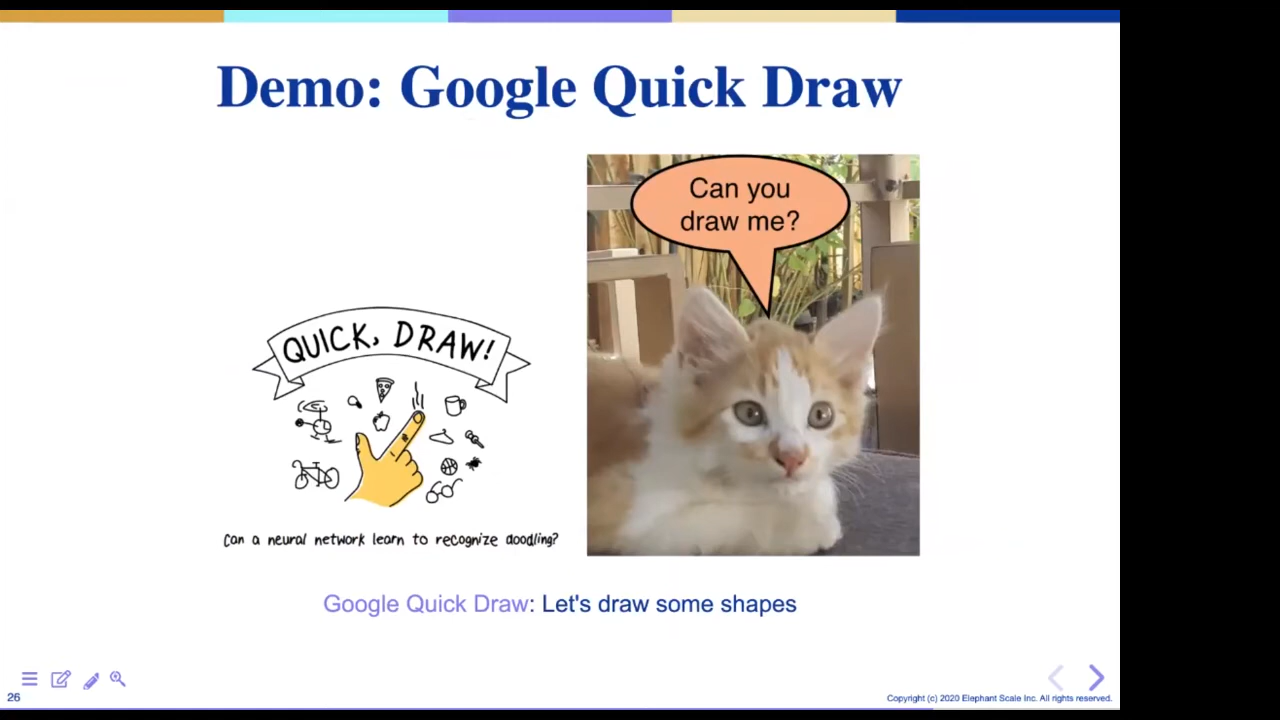 Demo: Google Quick Draw
Can you
draw me?
QUICK, DRAW!
Can a neural network learn to recognize doodling?
Google Quick Draw: Let's draw some shapes
26
Copyright (c) 2020 Elephant Scale Inc. All rights reserved.